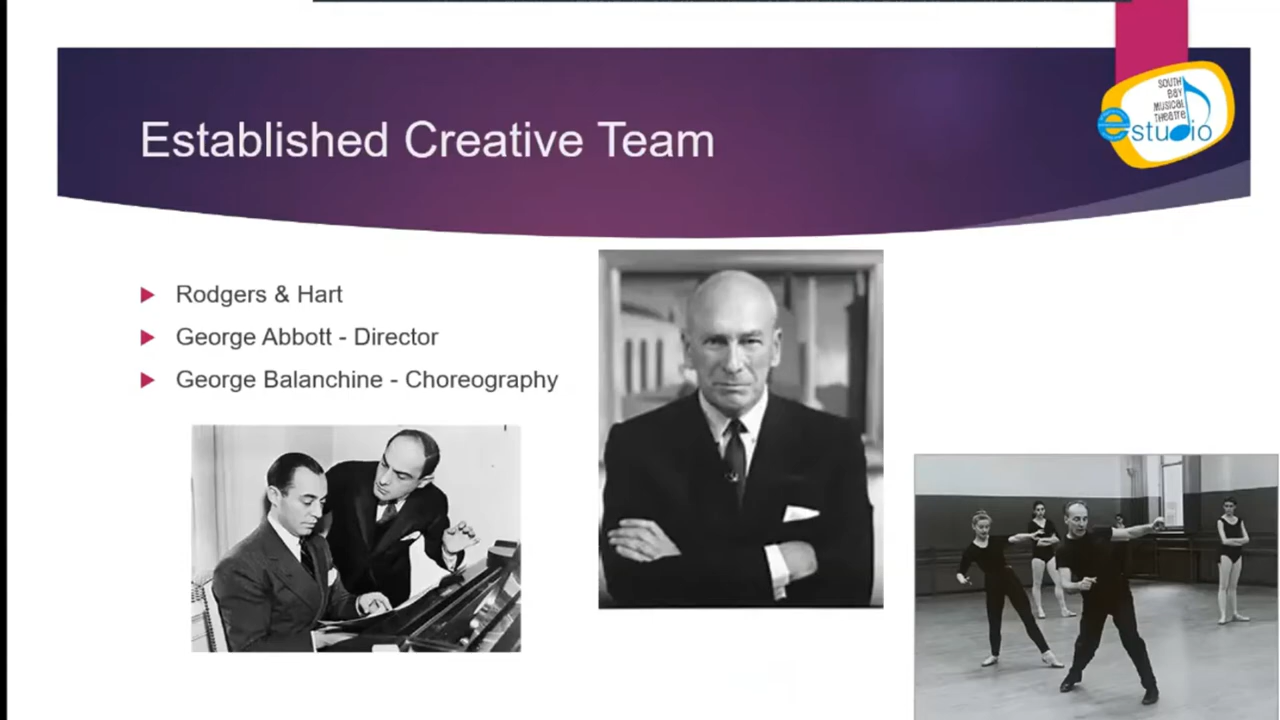 Established Creative Team
SOUTH
BAY
MUSICAL
THEATRE
estudio
Rodgers & Hart
George Abbott - Director
George Balanchine - Choreography